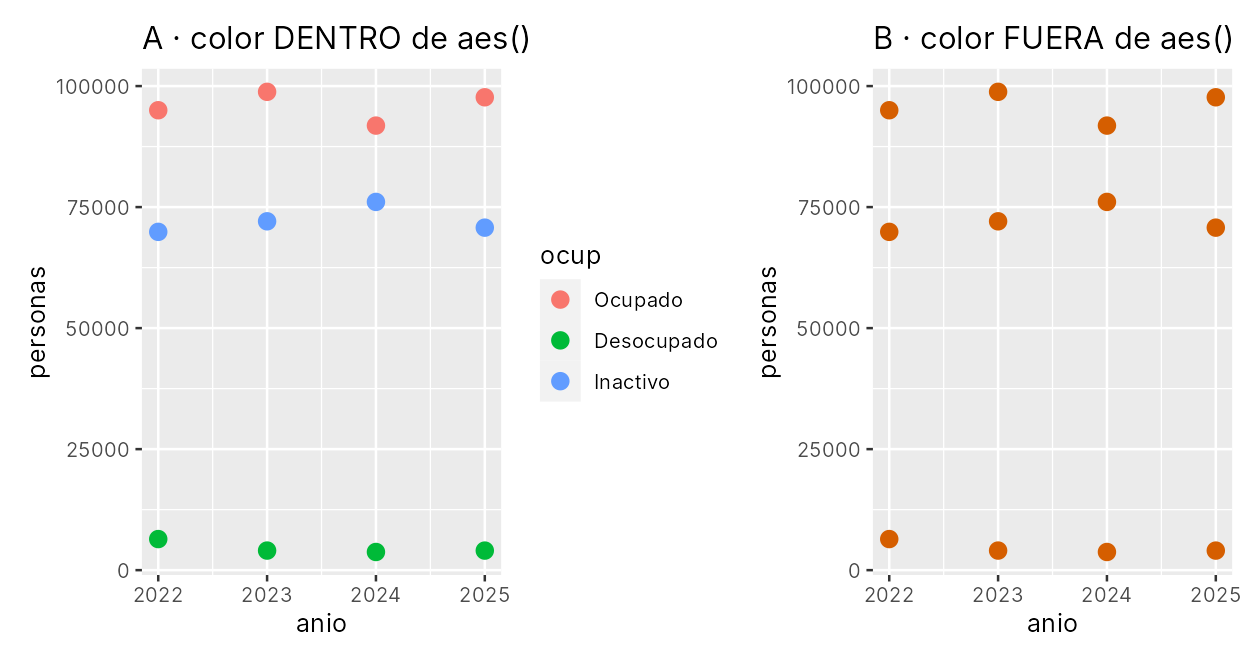 A · color DENTRO de aes()
100000
75000
50000
25000
0
personas
2022 2023 2024 2025
anio
ocup
Ocupado
Desocupado
Inactivo
B · color FUERA de aes()
100000
75000
50000
25000
0
personas
2022 2023 2024 2025
anio